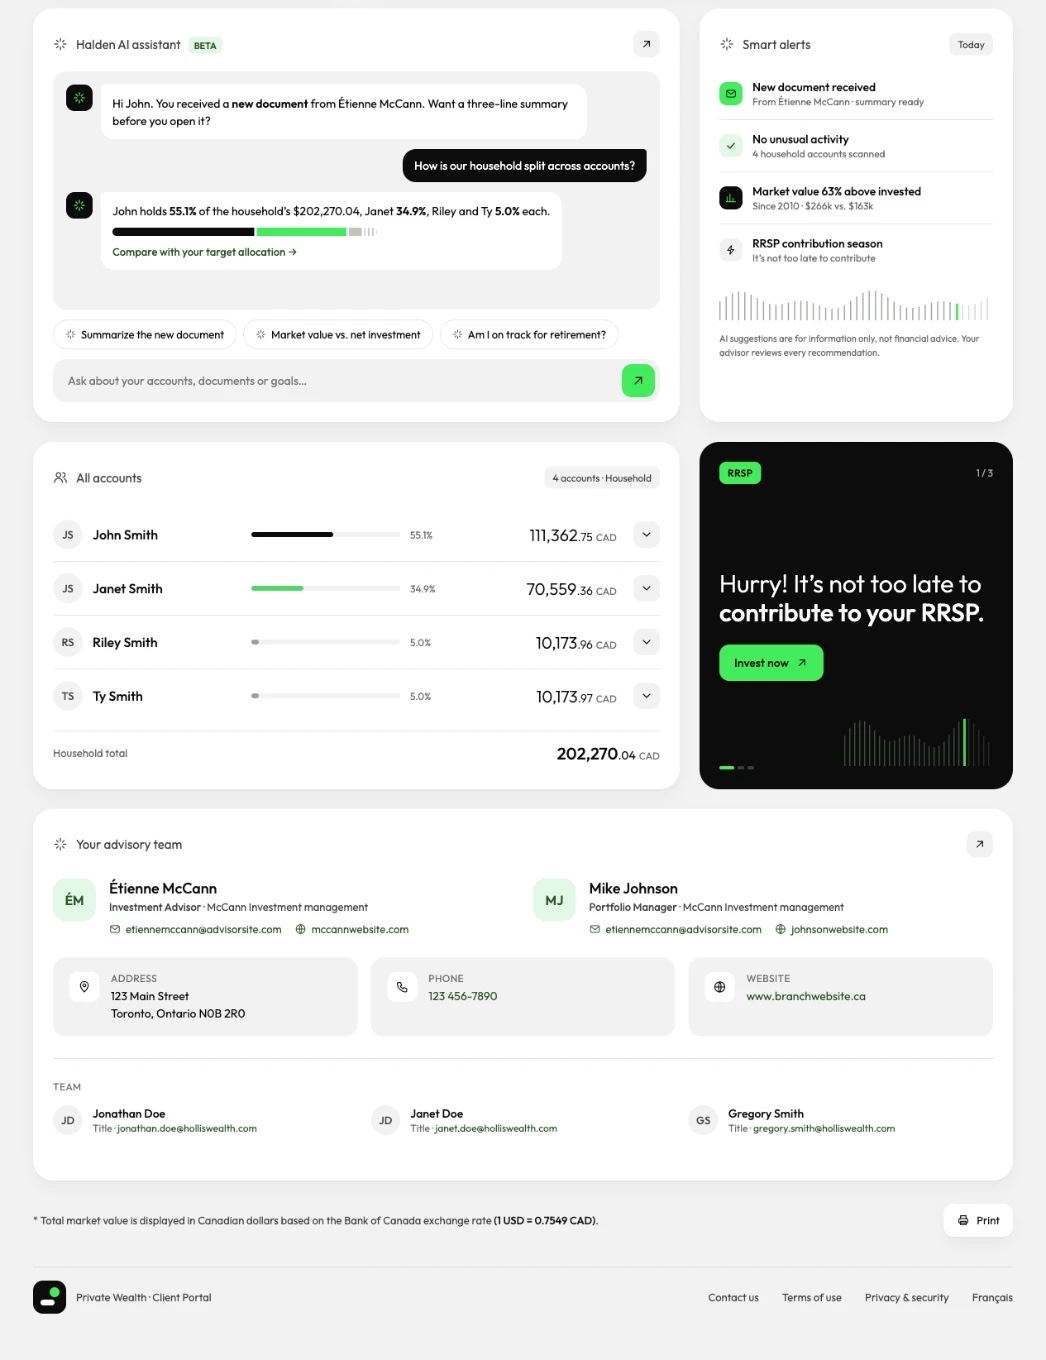 Halden AI assistant BETA
Hi John. You received a new document from Étienne McCann. Want a three-line summary
before you open it?
How is our household split across accounts?
John holds 55.1% of the household's $202,270.04, Janet 34.9%, Riley and Ty 5.0% each.
Compare with your target allocation →
Summarize the new document
Market value vs. net investment
Am I on track for retirement?
Ask about your accounts, documents or goals...
Smart alerts
Today
New document received
From Étienne McCann · summary ready
No unusual activity
4 household accounts scanned
Market value 63% above invested
Since 2010 · $266k vs. $163k
RRSP contribution season
It's not too late to contribute
AI suggestions are for information only, not financial advice. Your
advisor reviews every recommendation.
All accounts
4 accounts · Household
JS John Smith 55.1% 111,362.75 CAD
JS Janet Smith 34.9% 70,559.36 CAD
RS Riley Smith 5.0% 10,173.96 CAD
TS Ty Smith 5.0% 10,173.97 CAD
Household total 202,270.04 CAD
RRSP
1 / 3
Hurry! It's not too late to
contribute to your RRSP.
Invest now
Your advisory team
ÉM
Étienne McCann
Investment Advisor · McCann Investment management
etiennemccann@advisorsite.com
mccannwebsite.com
MJ
Mike Johnson
Portfolio Manager · McCann Investment management
etiennemccann@advisorsite.com
johnsonwebsite.com
ADDRESS
123 Main Street
Toronto, Ontario N0B 2R0
PHONE
123 456-7890
WEBSITE
www.branchwebsite.ca
TEAM
JD
Jonathan Doe
Title · jonathan.doe@holliswealth.com
JD
Janet Doe
Title · janet.doe@holliswealth.com
GS
Gregory Smith
Title · gregory.smith@holliswealth.com
* Total market value is displayed in Canadian dollars based on the Bank of Canada exchange rate (1 USD = 0.7549 CAD).
Print
Private Wealth · Client Portal
Contact us
Terms of use
Privacy & security
Français